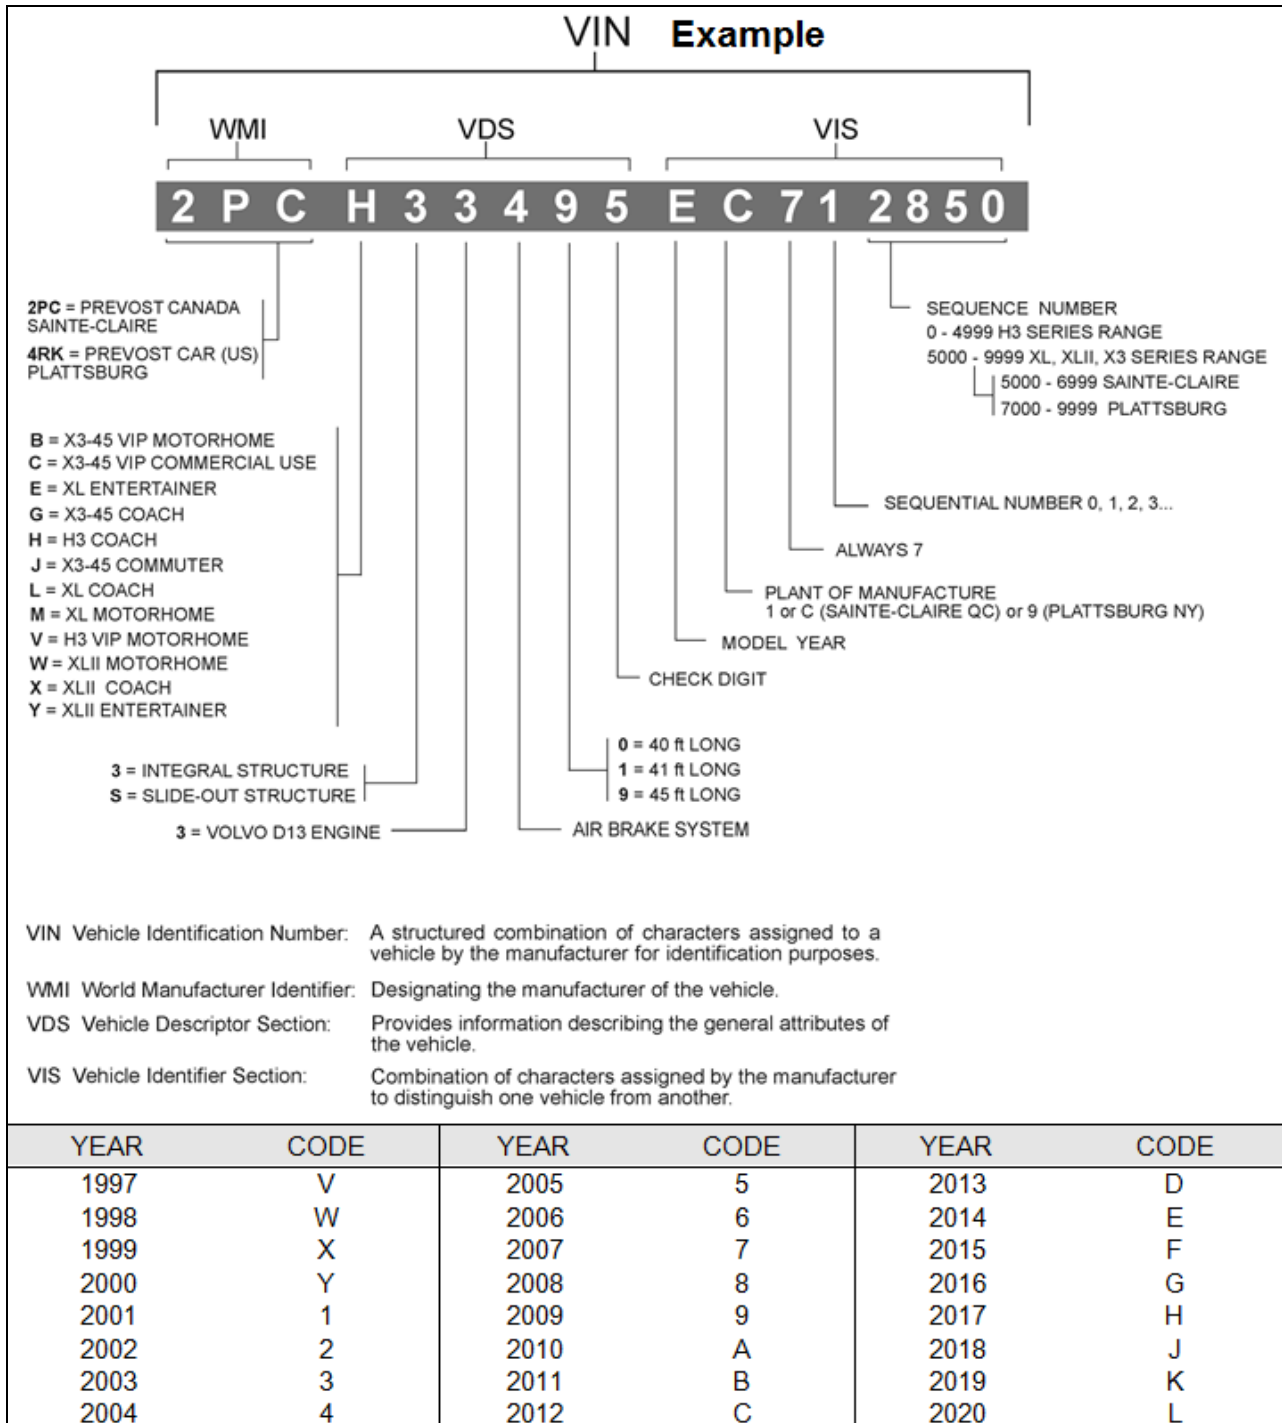 VIN Example
WMI VDS VIS
2 P C H 3 3 4 9 5 E C 7 1 2 8 5 0
2PC = PREVOST CANADA
SAINTE-CLAIRE
4RK = PREVOST CAR (US)
PLATTSBURG
SEQUENCE NUMBER
0 - 4999 H3 SERIES RANGE
5000 - 9999 XL, XLII, X3 SERIES RANGE
5000 - 6999 SAINTE-CLAIRE
7000 - 9999 PLATTSBURG
B = X3-45 VIP MOTORHOME
C = X3-45 VIP COMMERCIAL USE
E = XL ENTERTAINER
G = X3-45 COACH
H = H3 COACH
J = X3-45 COMMUTER
L = XL COACH
M = XL MOTORHOME
V = H3 VIP MOTORHOME
W = XLII MOTORHOME
X = XLII COACH
Y = XLII ENTERTAINER
SEQUENTIAL NUMBER 0, 1, 2, 3...
ALWAYS 7
PLANT OF MANUFACTURE
1 or C (SAINTE-CLAIRE QC) or 9 (PLATTSBURG NY)
MODEL YEAR
CHECK DIGIT
0 = 40 ft LONG
1 = 41 ft LONG
9 = 45 ft LONG
3 = INTEGRAL STRUCTURE
S = SLIDE-OUT STRUCTURE
3 = VOLVO D13 ENGINE
AIR BRAKE SYSTEM
VIN Vehicle Identification Number: A structured combination of characters assigned to a
vehicle by the manufacturer for identification purposes.
WMI World Manufacturer Identifier: Designating the manufacturer of the vehicle.
VDS Vehicle Descriptor Section: Provides information describing the general attributes of
the vehicle.
VIS Vehicle Identifier Section: Combination of characters assigned by the manufacturer
to distinguish one vehicle from another.
YEAR CODE YEAR CODE YEAR CODE
1997 V 2005 5 2013 D
1998 W 2006 6 2014 E
1999 X 2007 7 2015 F
2000 Y 2008 8 2016 G
2001 1 2009 9 2017 H
2002 2 2010 A 2018 J
2003 3 2011 B 2019 K
2004 4 2012 C 2020 L